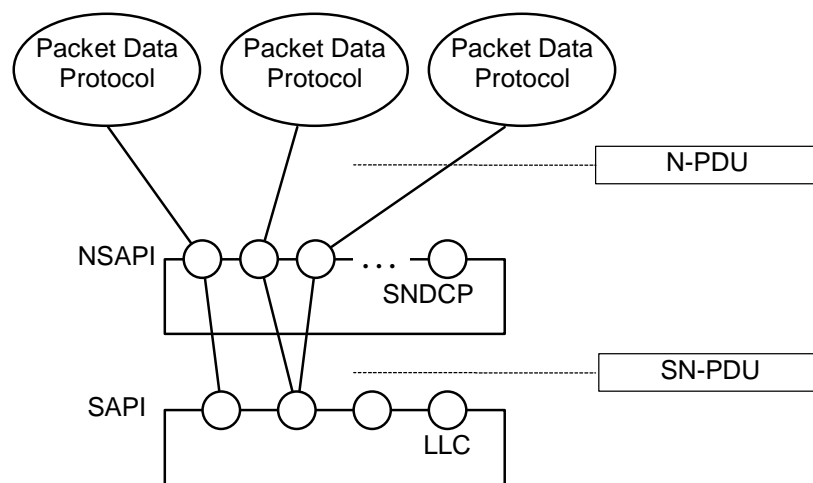 Packet Data
Protocol
Packet Data
Protocol
Packet Data
Protocol
N-PDU
NSAPI
. . .
SNDCP
SN-PDU
SAPI
LLC